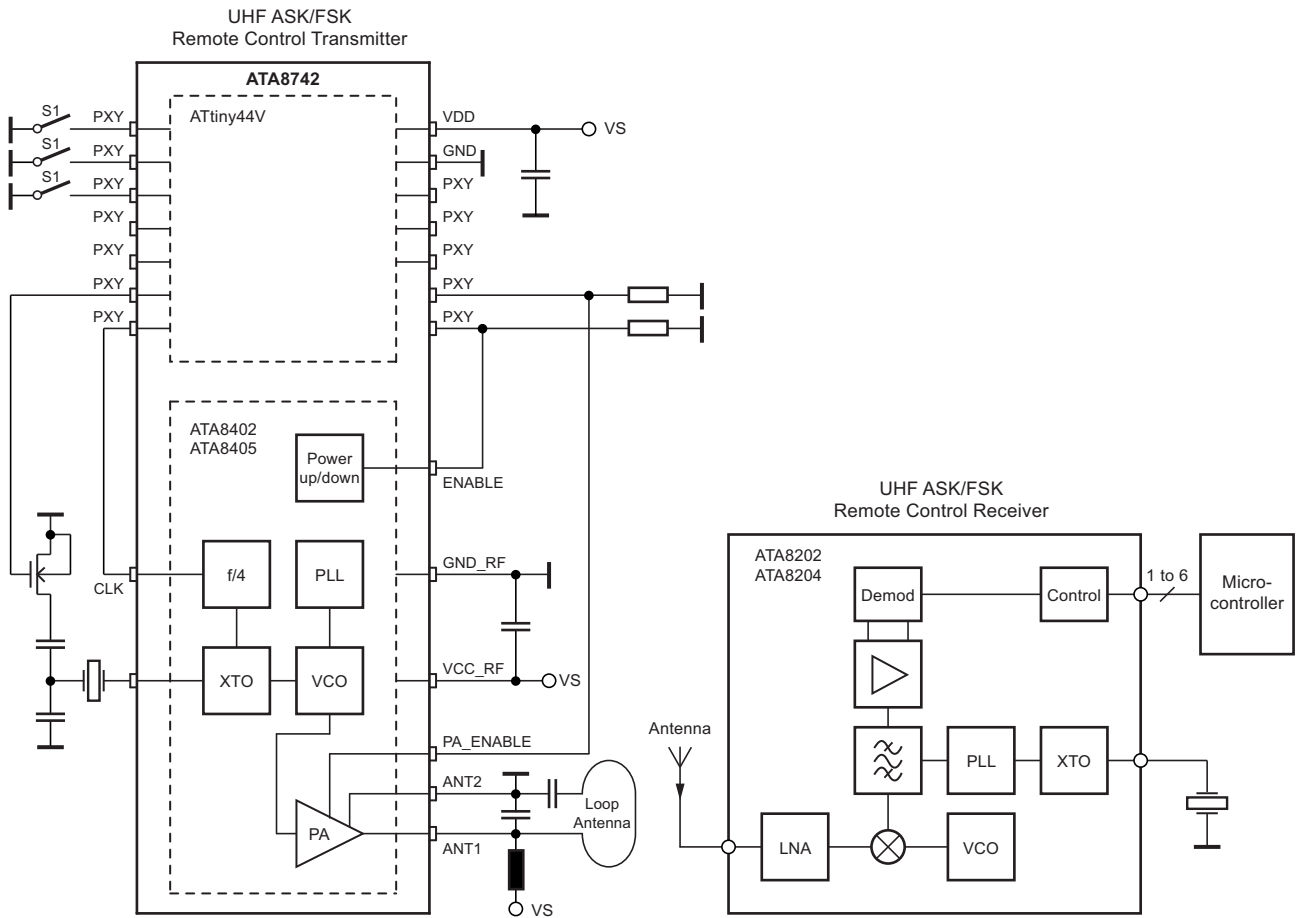 UHF ASK/FSK
Remote Control Transmitter
ATA8742
ATtiny44V
S1
PXY
VDD
VS
S1
PXY
GND
S1
PXY
PXY
PXY
PXY
PXY
PXY
PXY
PXY
PXY
PXY
ATA8402
ATA8405
Power
up/down
ENABLE
CLK
f/4
PLL
GND_RF
XTO
VCO
VCC_RF
VS
PA_ENABLE
ANT2
PA
ANT1
Loop
Antenna
VS
UHF ASK/FSK
Remote Control Receiver
ATA8202
ATA8204
Demod
Control
1 to 6
Micro-
controller
Antenna
PLL
XTO
LNA
VCO